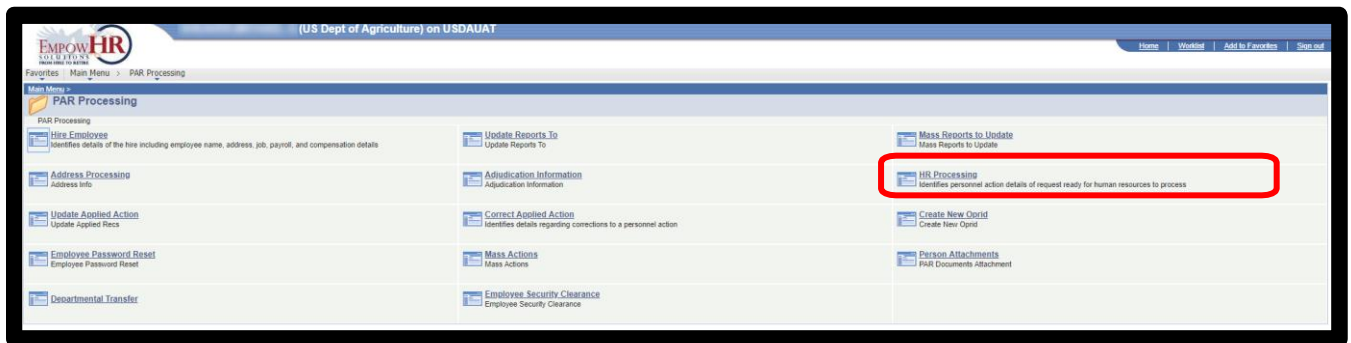 (US Dept of Agriculture) on USDAUAT
EMPOWHR
SOLUTIONS
FROM HIRE TO RETIRE
Home | Worklist | Add to Favorites | Sign out
Favorites Main Menu > PAR Processing
Main Menu >
PAR Processing
PAR Processing
Hire Employee
Identifies details of the hire including employee name, address, job, payroll, and compensation details
Update Reports To
Update Reports To
Mass Reports to Update
Mass Reports to Update
Address Processing
Address Info
Adjudication Information
Adjudication Information
HR Processing
Identifies personnel action details of request ready for human resources to process
Update Applied Action
Update Applied Recs
Correct Applied Action
Identifies details regarding corrections to a personnel action
Create New Oprid
Create New Oprid
Employee Password Reset
Employee Password Reset
Mass Actions
Mass Actions
Person Attachments
PAR Documents Attachment
Departmental Transfer
Employee Security Clearance
Employee Security Clearance